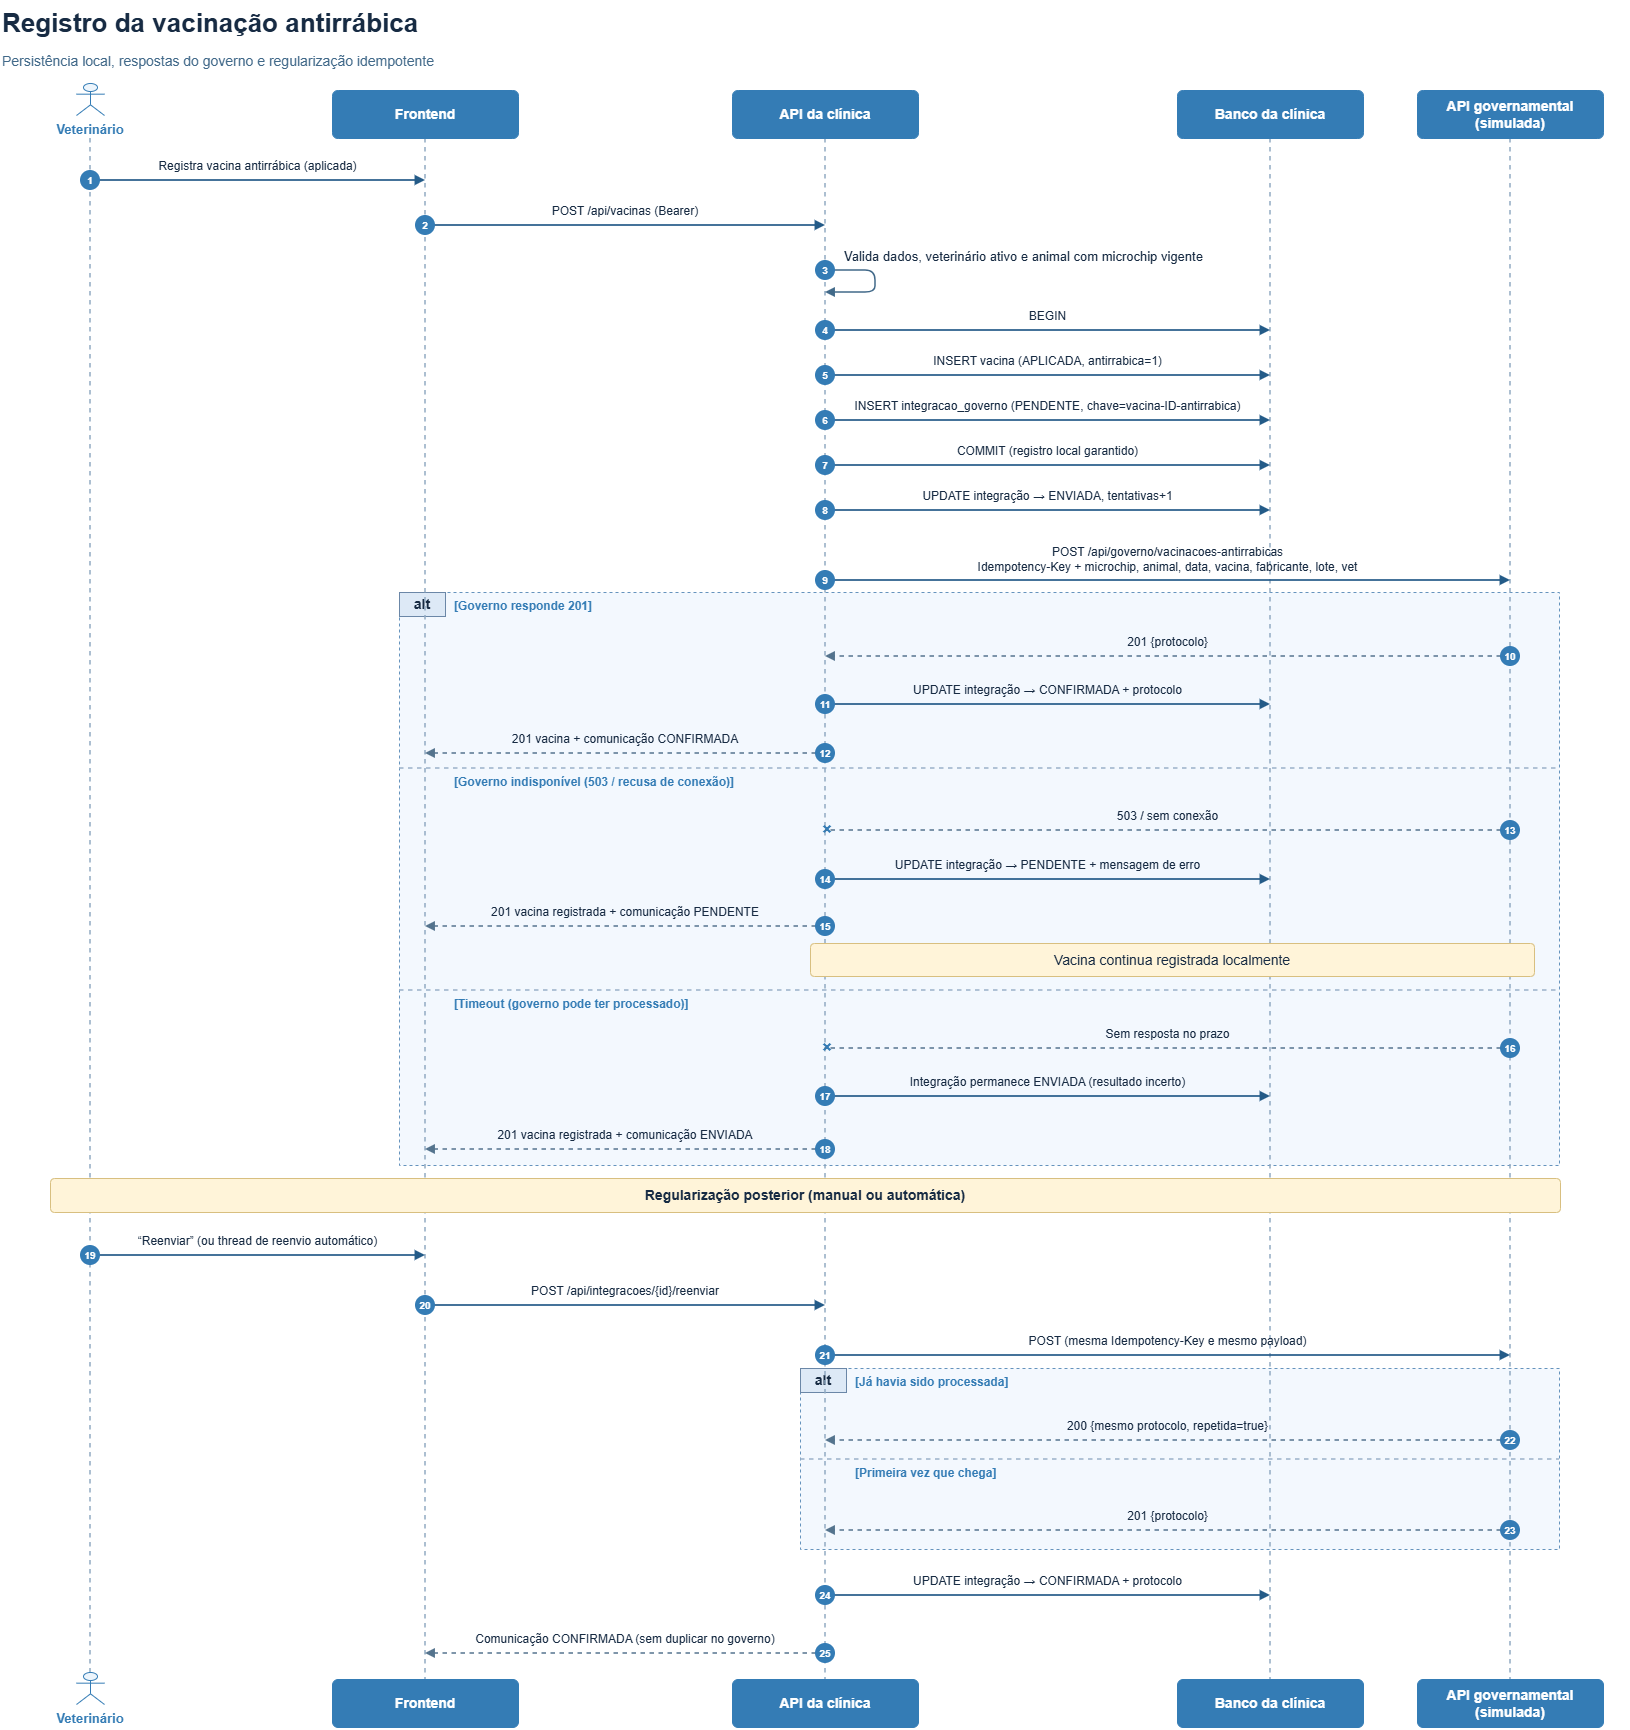 Registro da vacinação antirrábica
Persistência local, respostas do governo e regularização idempotente
Veterinário
Frontend
API da clínica
Banco da clínica
API governamental
(simulada)
Registra vacina antirrábica (aplicada)
1
POST /api/vacinas (Bearer)
2
Valida dados, veterinário ativo e animal com microchip vigente
3
BEGIN
4
INSERT vacina (APLICADA, antirrabica=1)
5
INSERT integracao_governo (PENDENTE, chave=vacina-ID-antirrabica)
6
COMMIT (registro local garantido)
7
UPDATE integração → ENVIADA, tentativas+1
8
POST /api/governo/vacinacoes-antirrabicas
Idempotency-Key + microchip, animal, data, vacina, fabricante, lote, vet
9
alt
[Governo responde 201]
201 {protocolo}
10
UPDATE integração → CONFIRMADA + protocolo
11
201 vacina + comunicação CONFIRMADA
12
[Governo indisponível (503 / recusa de conexão)]
503 / sem conexão
13
UPDATE integração → PENDENTE + mensagem de erro
14
201 vacina registrada + comunicação PENDENTE
15
Vacina continua registrada localmente
[Timeout (governo pode ter processado)]
Sem resposta no prazo
16
Integração permanece ENVIADA (resultado incerto)
17
201 vacina registrada + comunicação ENVIADA
18
Regularização posterior (manual ou automática)
“Reenviar” (ou thread de reenvio automático)
19
POST /api/integracoes/{id}/reenviar
20
POST (mesma Idempotency-Key e mesmo payload)
21
alt
[Já havia sido processada]
200 {mesmo protocolo, repetida=true}
22
[Primeira vez que chega]
201 {protocolo}
23
UPDATE integração → CONFIRMADA + protocolo
24
Comunicação CONFIRMADA (sem duplicar no governo)
25
Veterinário
Frontend
API da clínica
Banco da clínica
API governamental
(simulada)